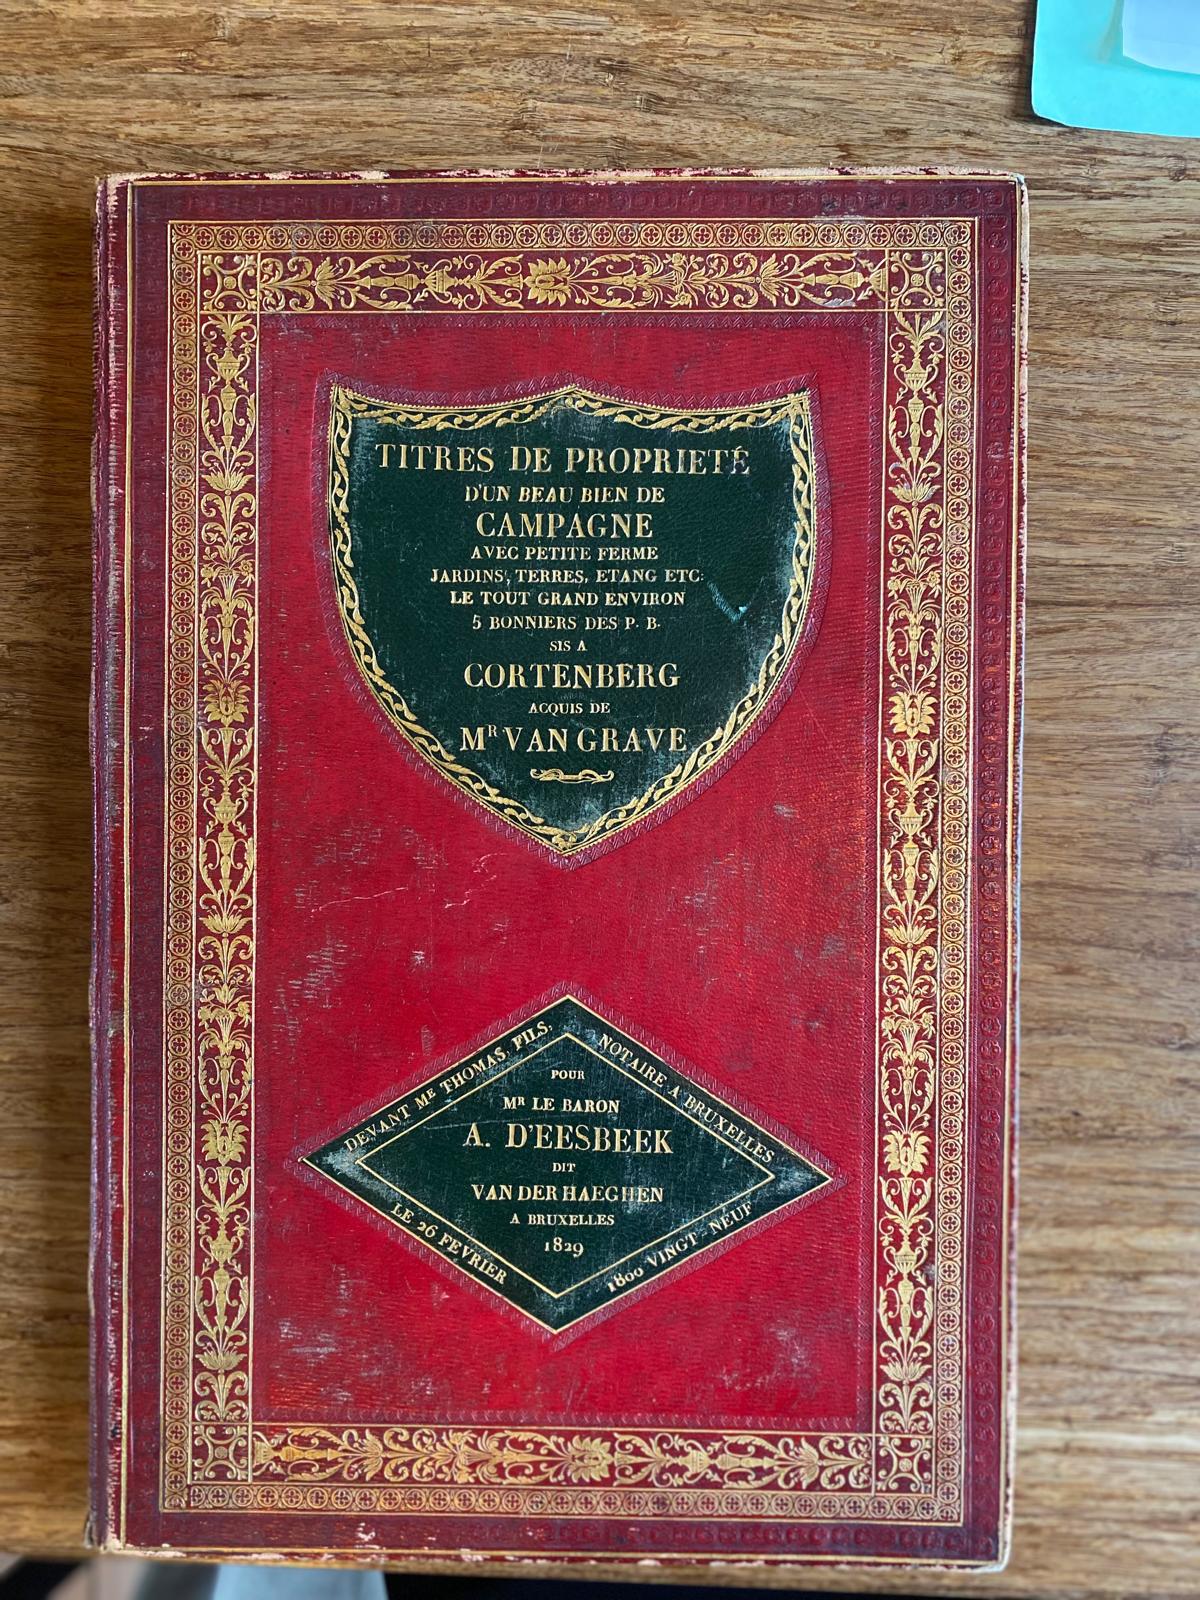 TITRES DE PROPRIETÉ
D'UN BEAU BIEN DE
CAMPAGNE
AVEC PETITE FERME
JARDINS, TERRES, ETANG ETC:
LE TOUT GRAND ENVIRON
5 BONNIERS DES P. B.
SIS A
CORTENBERG
ACQUIS DE
MR VAN GRAVE
DEVANT ME THOMAS, FILS,
NOTAIRE A BRUXELLES
POUR
MR LE BARON
A. D'EESBEEK
DIT
VAN DER HAEGHEN
A BRUXELLES
1829
LE 26 FEVRIER
1800 VINGT-NEUF